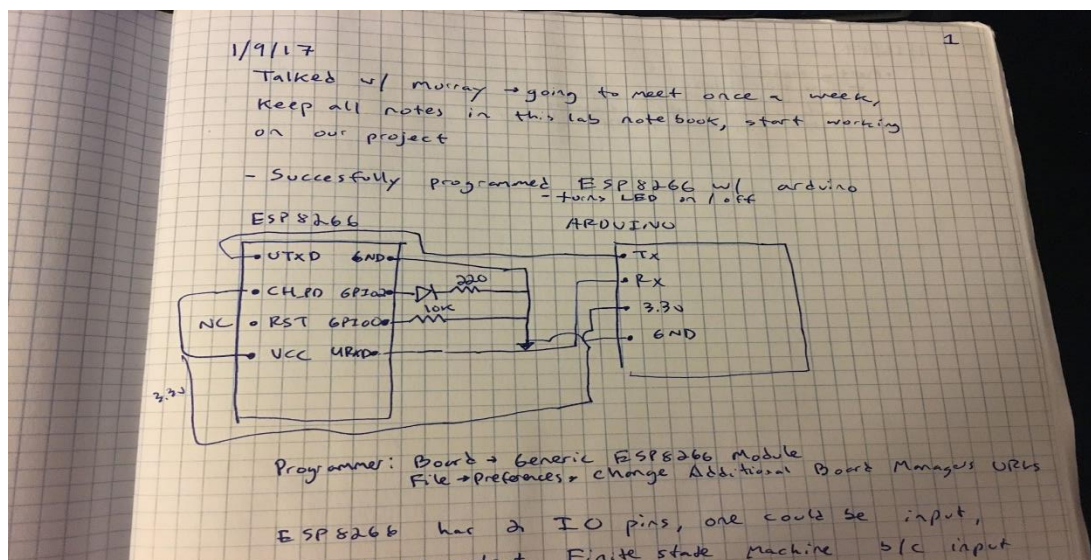 1
1/9/17
Talked w/ Murray → going to meet once a week,
Keep all notes in this lab notebook, start working
on our project
- Succesfully programmed ESP8266 w/ arduino
- turns LED on / off
ESP8266
ARDUINO
UTXD GND
CH_PD GPIO2 220
NC RST GPIO0 10K
VCC URXD
3.3V
TX
RX
3.3V
GND
Programmer: Board → Generic ESP8266 Module
File → Preferences, change Additional Board Managers URLs
ESP8266 has 2 IO pins, one could be input,
Finite state machine b/c input